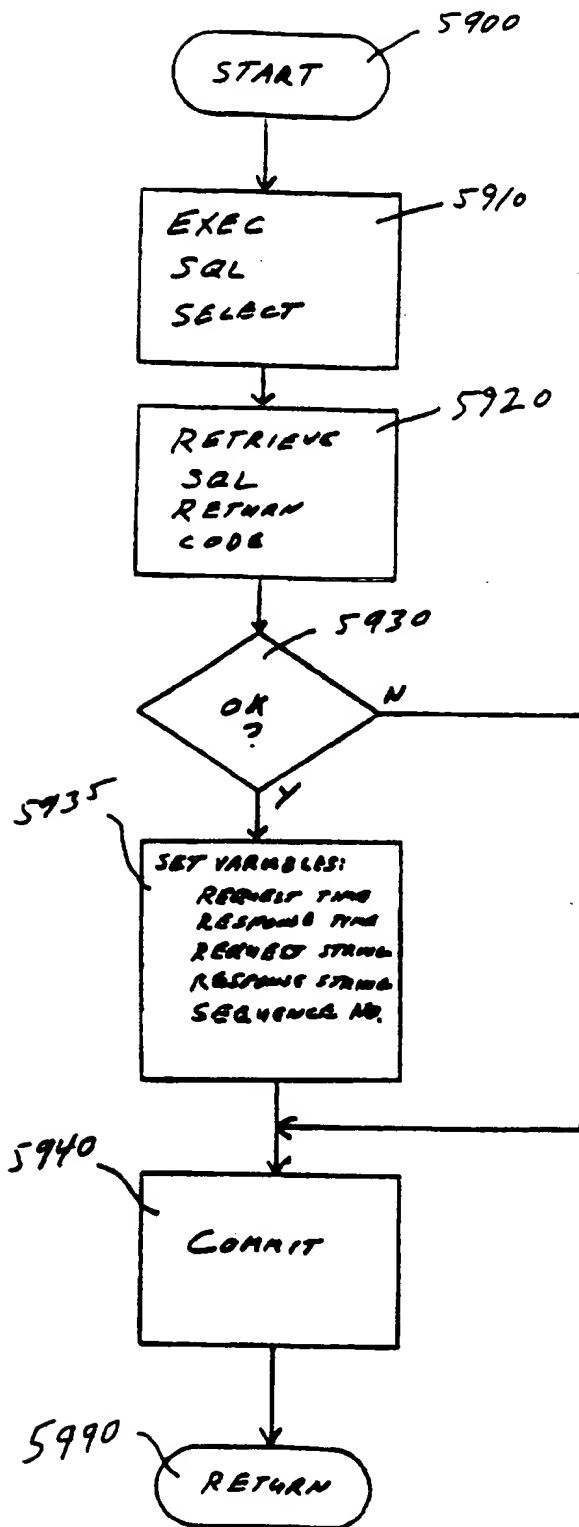 5900
START
5910
EXEC
SQL
SELECT
5920
RETRIEVE
SQL
RETURN
CODE
5930
OK
?
N
Y
5935
SET VARIABLES:
REQUEST TIME
RESPONSE TIME
REQUEST STRING
RESPONSE STRING
SEQUENCE NO.
5940
COMMIT
5990
RETURN